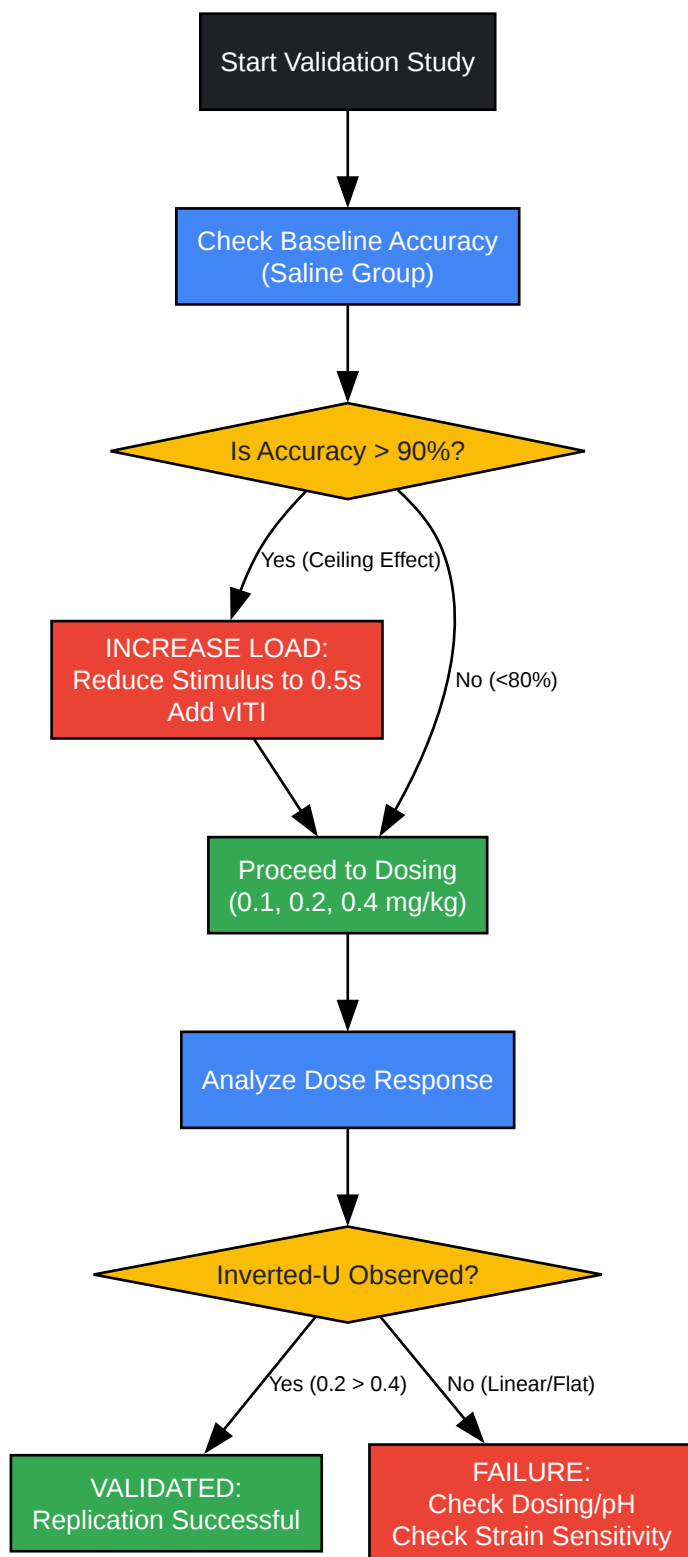 Start Validation Study
Check Baseline Accuracy
(Saline Group)
Is Accuracy > 90%?
Yes (Ceiling Effect)
INCREASE LOAD:
Reduce Stimulus to 0.5s
Add vITI
No (<80%)
Proceed to Dosing
(0.1, 0.2, 0.4 mg/kg)
Analyze Dose Response
Inverted-U Observed?
Yes (0.2 > 0.4)
No (Linear/Flat)
VALIDATED:
Replication Successful
FAILURE:
Check Dosing/pH
Check Strain Sensitivity